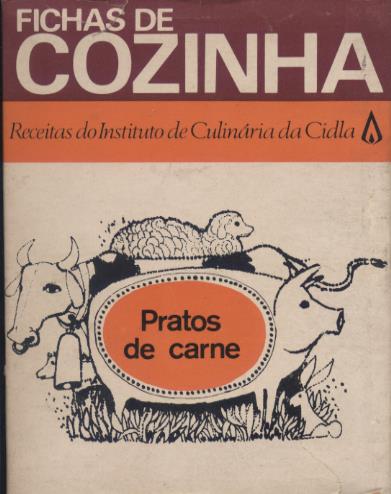 FICHAS DE
COZINHA
Receitas do Instituto de Culinária da Cidla
Pratos
de carne